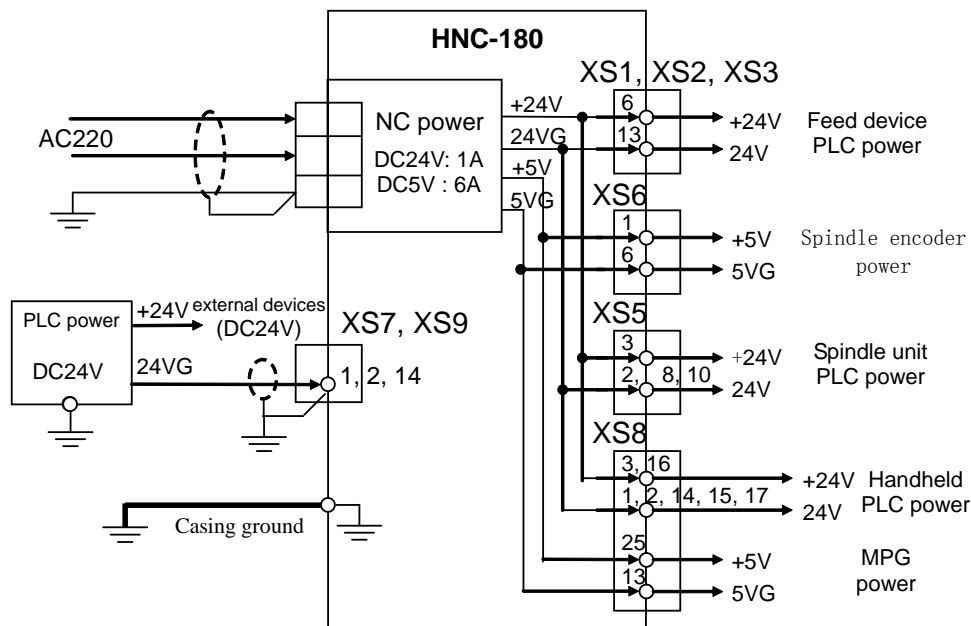 HNC-180
XS1, XS2, XS3
AC220
NC power
DC24V: 1A
DC5V : 6A
+24V
24VG
+5V
5VG
6
13
+24V
24V
Feed device
PLC power
XS6
1
6
+5V
5VG
Spindle encoder
power
PLC power
DC24V
+24V
24VG
external devices
(DC24V)
XS7, XS9
1, 2, 14
XS5
3
2, 8, 10
+24V
24V
Spindle unit
PLC power
XS8
3, 16
1, 2, 14, 15, 17
+24V
24V
Handheld
PLC power
Casing ground
25
13
+5V
5VG
MPG
power